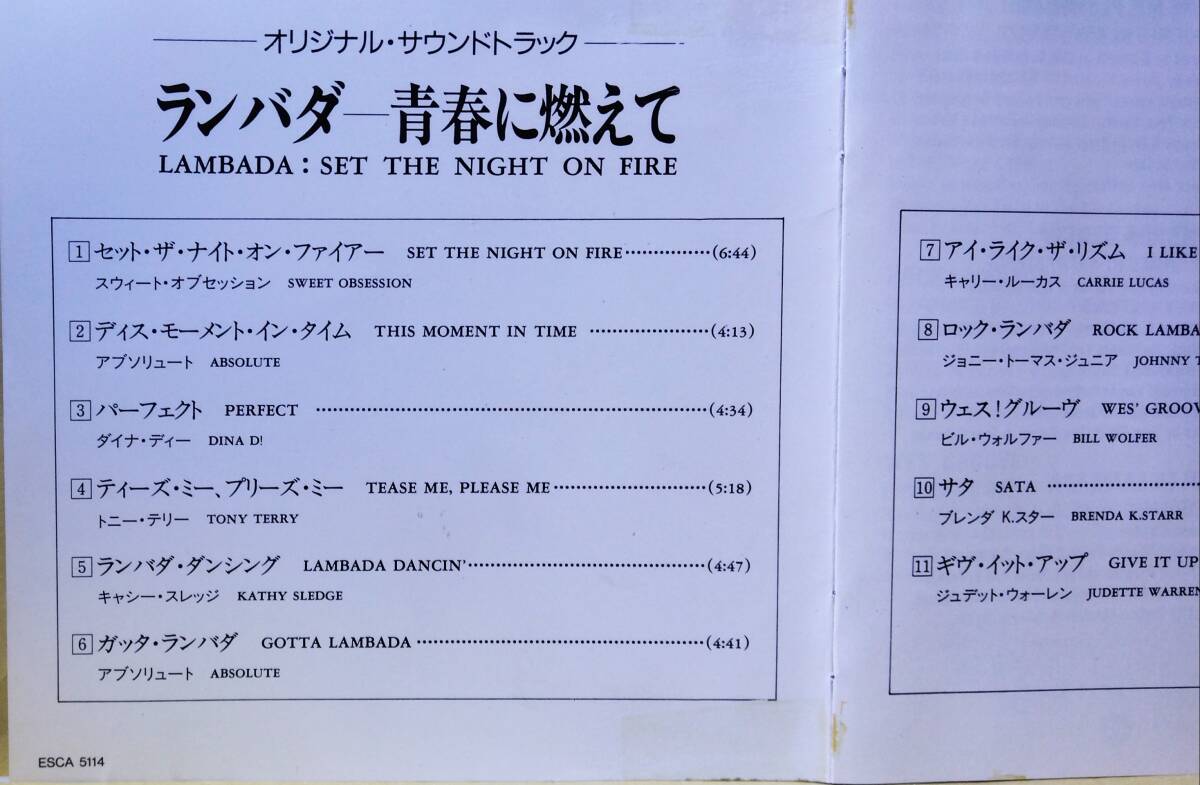 オリジナル・サウンドトラック
ランバダ―青春に燃えて
LAMBADA : SET THE NIGHT ON FIRE
1 セット・ザ・ナイト・オン・ファイアー SET THE NIGHT ON FIRE……………(6:44)
スウィート・オブセッション SWEET OBSESSION
2 ディス・モーメント・イン・タイム THIS MOMENT IN TIME …………………(4:13)
アブソリュート ABSOLUTE
3 パーフェクト PERFECT ……………………………………………………………(4:34)
ダイナ・ディー DINA D!
4 ティーズ・ミー、プリーズ・ミー TEASE ME, PLEASE ME………………………(5:18)
トニー・テリー TONY TERRY
5 ランバダ・ダンシング LAMBADA DANCIN'……………………………………(4:47)
キャシー・スレッジ KATHY SLEDGE
6 ガッタ・ランバダ GOTTA LAMBADA……………………………………………(4:41)
アブソリュート ABSOLUTE
ESCA 5114
7 アイ・ライク・ザ・リズム I LIKE
キャリー・ルーカス CARRIE LUCAS
8 ロック・ランバダ ROCK LAMBA
ジョニー・トーマス・ジュニア JOHNNY T
9 ウェス!グルーヴ WES' GROOV
ビル・ウォルファー BILL WOLFER
10 サタ SATA ………………………
ブレンダ K.スター BRENDA K.STARR
11 ギヴ・イット・アップ GIVE IT UP
ジュデット・ウォーレン JUDETTE WARREN